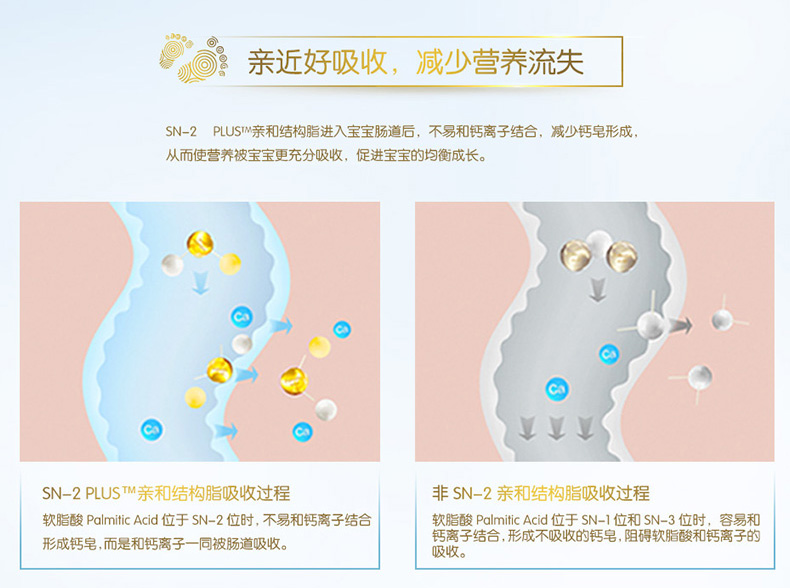 亲近好吸收，减少营养流失
SN-2 PLUS™亲和结构脂进入宝宝肠道后，不易和钙离子结合，减少钙皂形成，
从而使营养被宝宝更充分吸收，促进宝宝的均衡成长。
Ca
Ca
Ca
Ca
Ca
Ca
SN-2 PLUS™亲和结构脂吸收过程
软脂酸 Palmitic Acid 位于 SN-2 位时，不易和钙离子结合
形成钙皂，而是和钙离子一同被肠道吸收。
非 SN-2 亲和结构脂吸收过程
软脂酸 Palmitic Acid 位于 SN-1 位和 SN-3 位时，容易和
钙离子结合，形成不吸收的钙皂，阻碍软脂酸和钙离子的
吸收。